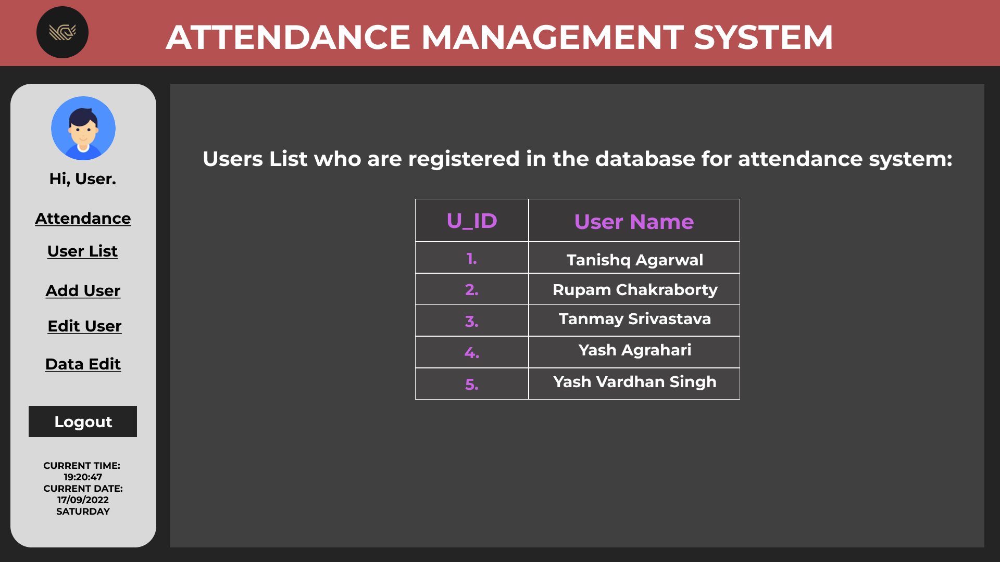 ATTENDANCE MANAGEMENT SYSTEM
Hi, User.
Attendance
User List
Add User
Edit User
Data Edit
Logout
CURRENT TIME:
19:20:47
CURRENT DATE:
17/09/2022
SATURDAY
Users List who are registered in the database for attendance system:
U_ID User Name
1. Tanishq Agarwal
2. Rupam Chakraborty
3. Tanmay Srivastava
4. Yash Agrahari
5. Yash Vardhan Singh